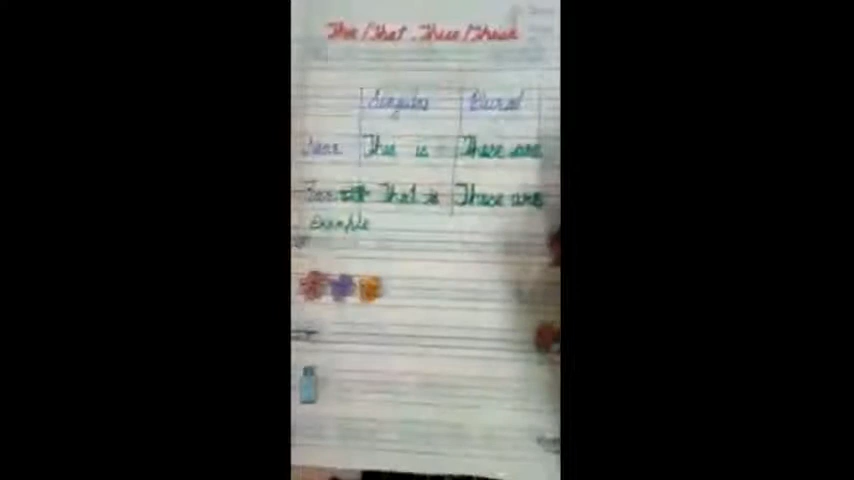 This/That, These/Those
Singular Plural
Near This is These are
Far That is Those are
Example